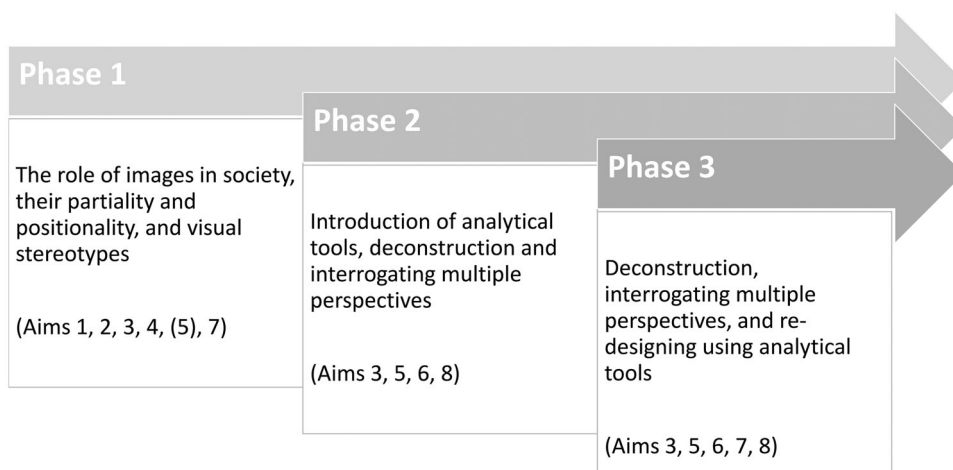 Phase 1
The role of images in society,
their partiality and
positionality, and visual
stereotypes
(Aims 1, 2, 3, 4, (5), 7)
Phase 2
Introduction of analytical
tools, deconstruction and
interrogating multiple
perspectives
(Aims 3, 5, 6, 8)
Phase 3
Deconstruction,
interrogating multiple
perspectives, and re-
designing using analytical
tools
(Aims 3, 5, 6, 7, 8)